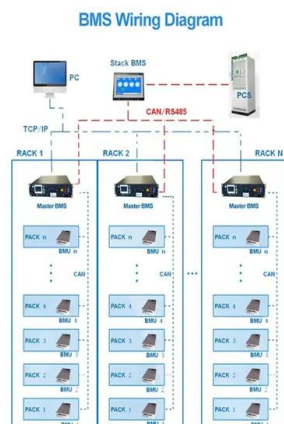 BMS Wiring Diagram
Stack BMS
PC
PCS
CAN/RS485
TCP/IP
RACK 1
RACK 2
RACK N
Master BMS
Master BMS
Master BMS
PACK n
PACK n
PACK n
BMU n
BMU n
BMU n
CAN
CAN
CAN
PACK 4
PACK 4
PACK 4
BMU 4
BMU 4
BMU 4
PACK 3
PACK 3
PACK 3
BMU 3
BMU 3
BMU 3
PACK 2
PACK 2
PACK 2
BMU 2
BMU 2
BMU 2
PACK 1
PACK 1
PACK 1